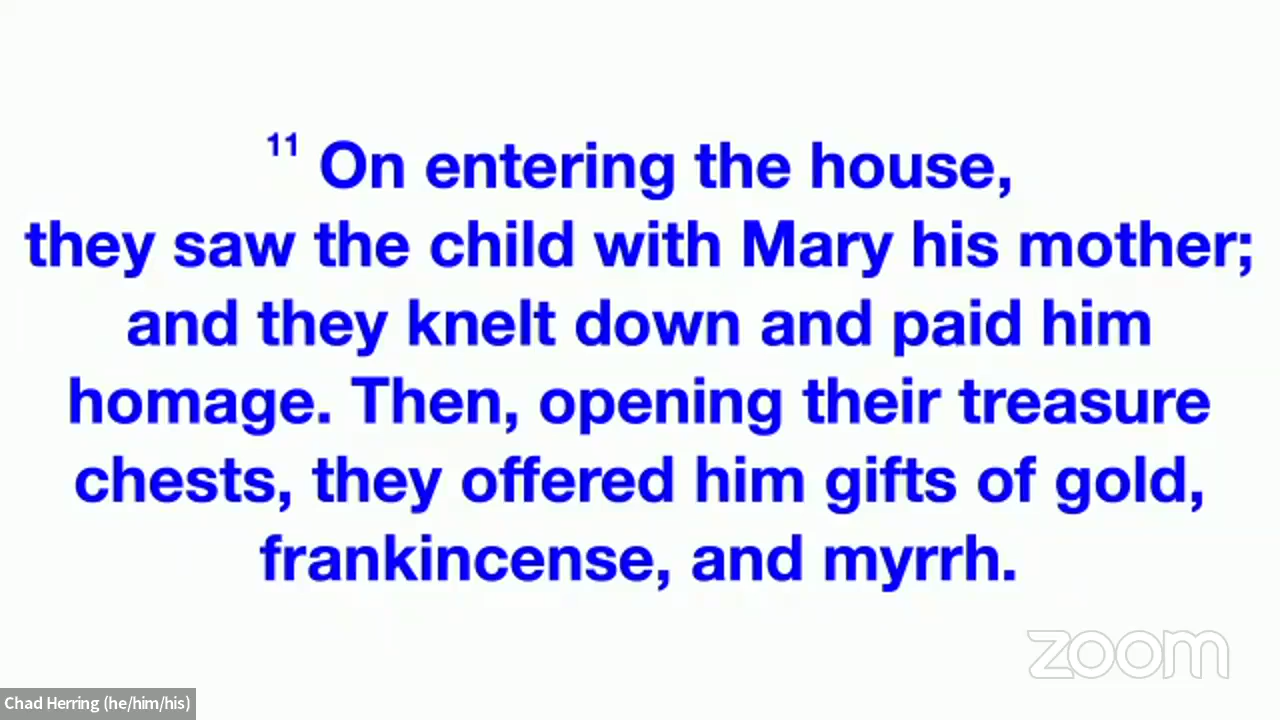 11 On entering the house,
they saw the child with Mary his mother;
and they knelt down and paid him
homage. Then, opening their treasure
chests, they offered him gifts of gold,
frankincense, and myrrh.
zoom
Chad Herring (he/him/his)